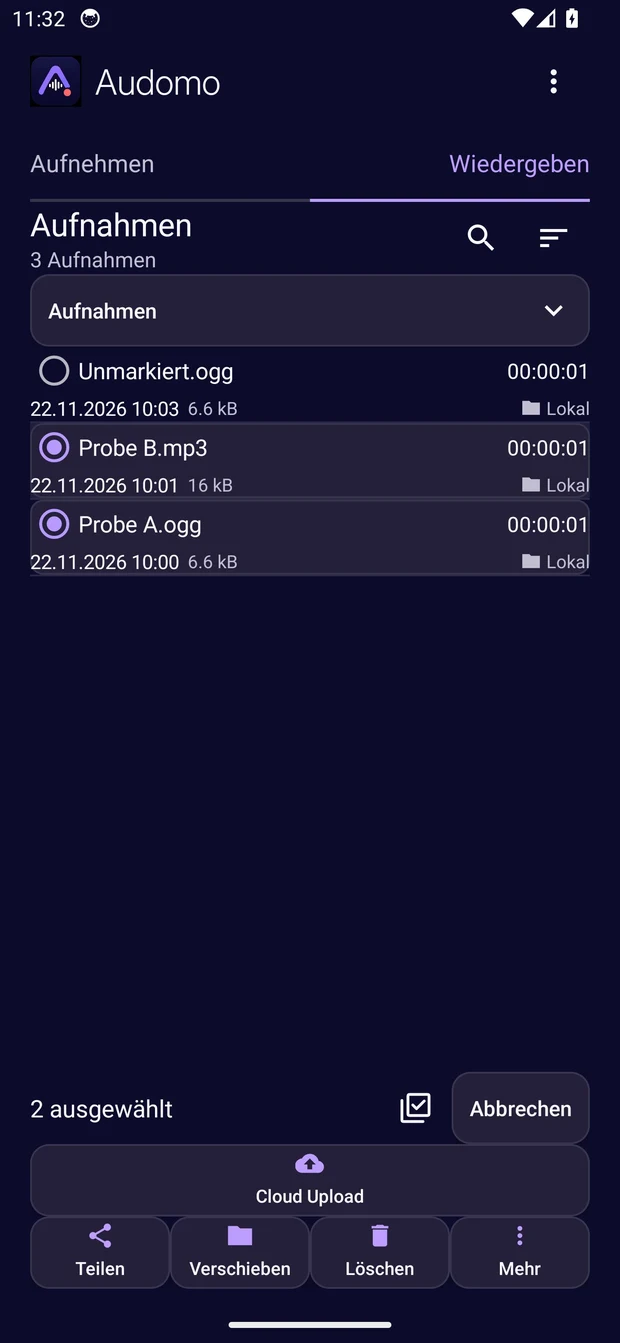 11:32
Audomo
Aufnehmen Wiedergeben
Aufnahmen
3 Aufnahmen
Aufnahmen
Unmarkiert.ogg 00:00:01
22.11.2026 10:03 6.6 kB Lokal
Probe B.mp3 00:00:01
22.11.2026 10:01 16 kB Lokal
Probe A.ogg 00:00:01
22.11.2026 10:00 6.6 kB Lokal
2 ausgewählt Abbrechen
Cloud Upload
Teilen Verschieben Löschen Mehr